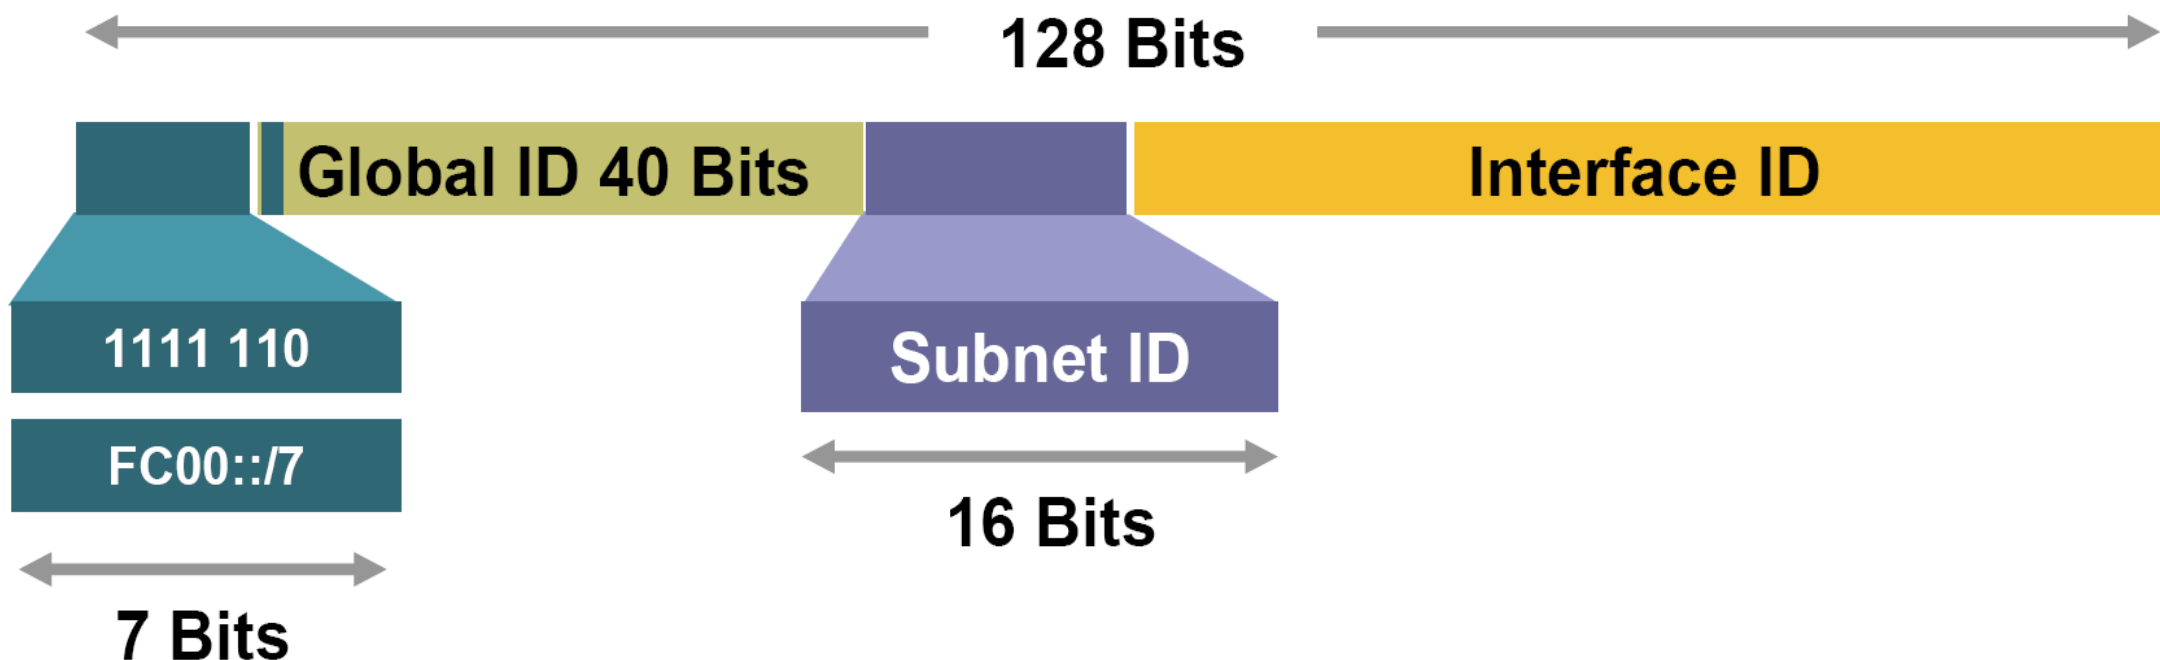 128 Bits
Global ID 40 Bits
Interface ID
1111 110
Subnet ID
FC00::/7
16 Bits
7 Bits